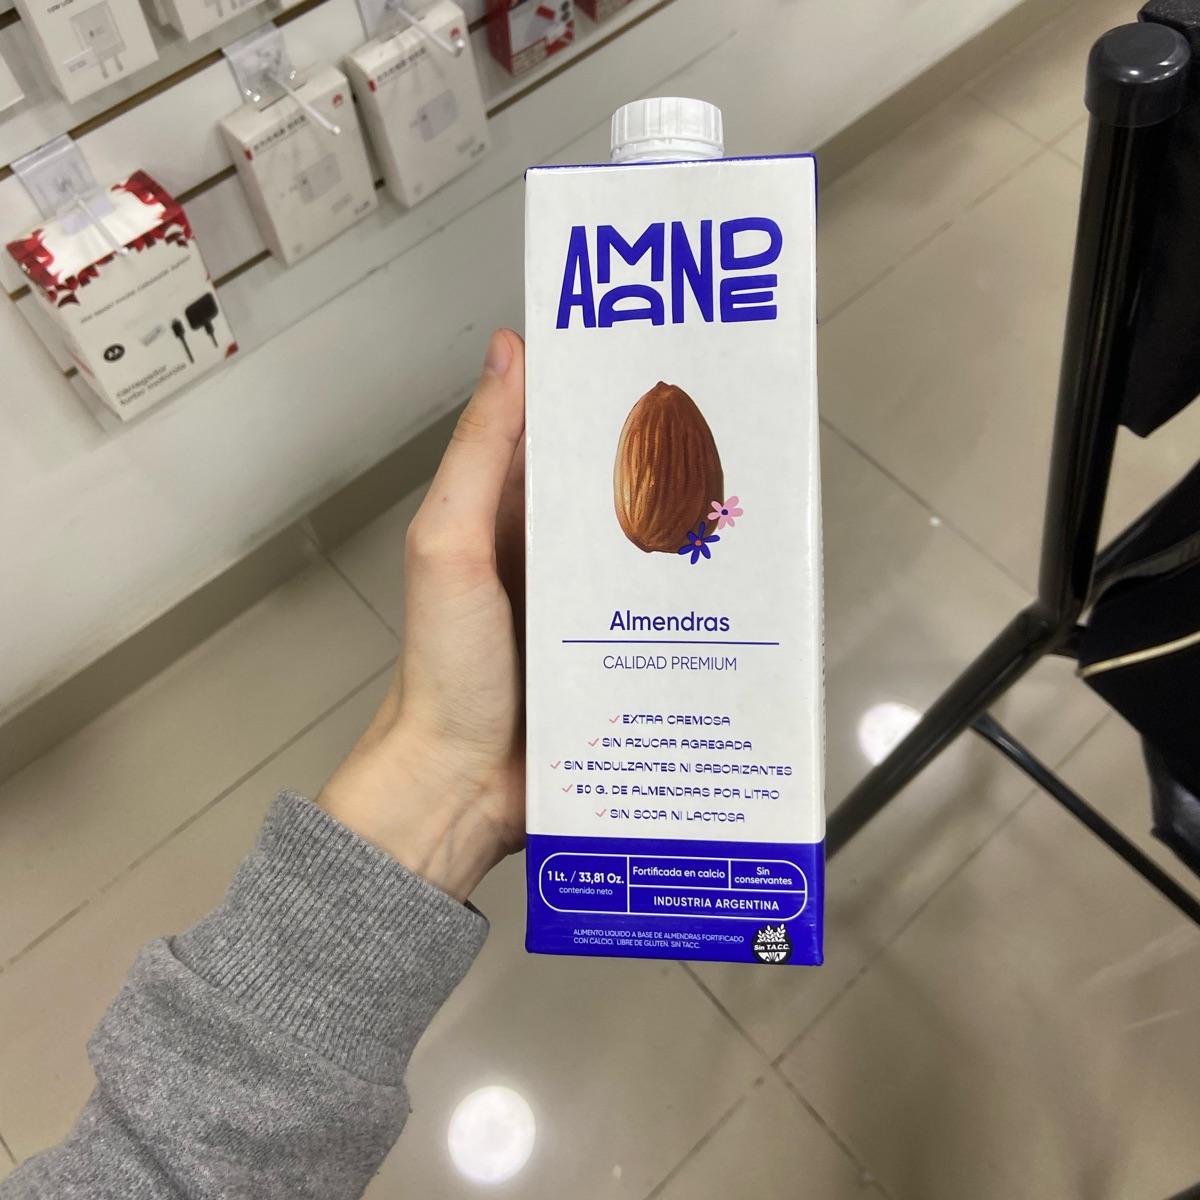 AMANDE
Almendras
CALIDAD PREMIUM
EXTRA CREMOSA
SIN AZUCAR AGREGADA
SIN ENDULZANTES NI SABORIZANTES
50 G. DE ALMENDRAS POR LITRO
SIN SOJA NI LACTOSA
1 Lt. / 33,81 Oz.
contenido neto
Fortificada en calcio
Sin
conservantes
INDUSTRIA ARGENTINA
ALIMENTO LIQUIDO A BASE DE ALMENDRAS FORTIFICADO
CON CALCIO. LIBRE DE GLUTEN. SIN TACC.
Sin T.A.C.C.
cargador